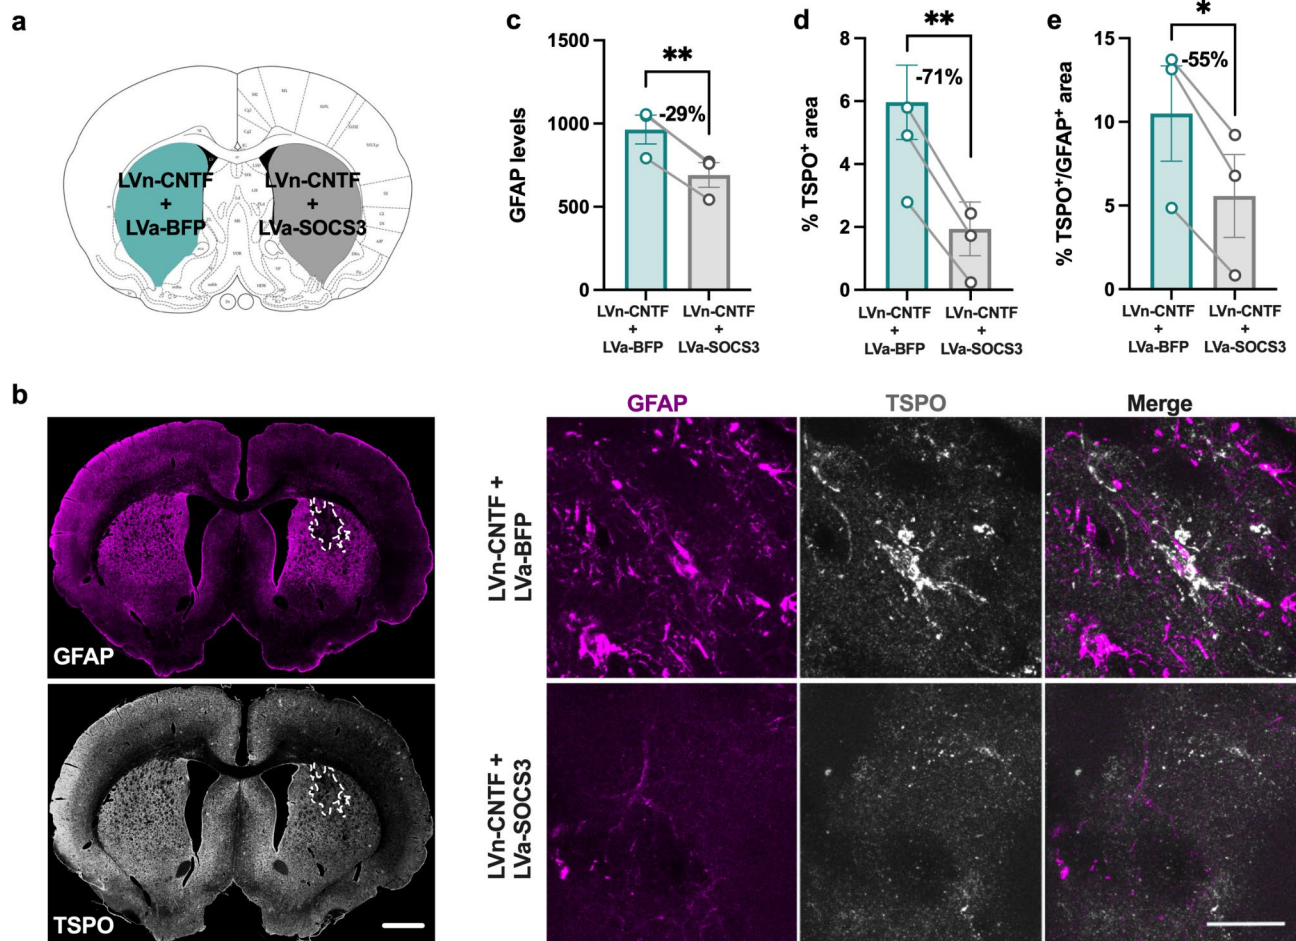 a
LVn-CNTF
+
LVa-BFP
LVn-CNTF
+
LVa-SOCS3
c
GFAP levels
1500
1000
500
0
**
-29%
LVn-CNTF
+
LVa-BFP
LVn-CNTF
+
LVa-SOCS3
d
% TSPO⁺ area
8
6
4
2
0
**
-71%
LVn-CNTF
+
LVa-BFP
LVn-CNTF
+
LVa-SOCS3
e
% TSPO⁺/GFAP⁺ area
15
10
5
0
*
-55%
LVn-CNTF
+
LVa-BFP
LVn-CNTF
+
LVa-SOCS3
b
GFAP
TSPO
GFAP
TSPO
Merge
LVn-CNTF +
LVa-BFP
LVn-CNTF +
LVa-SOCS3